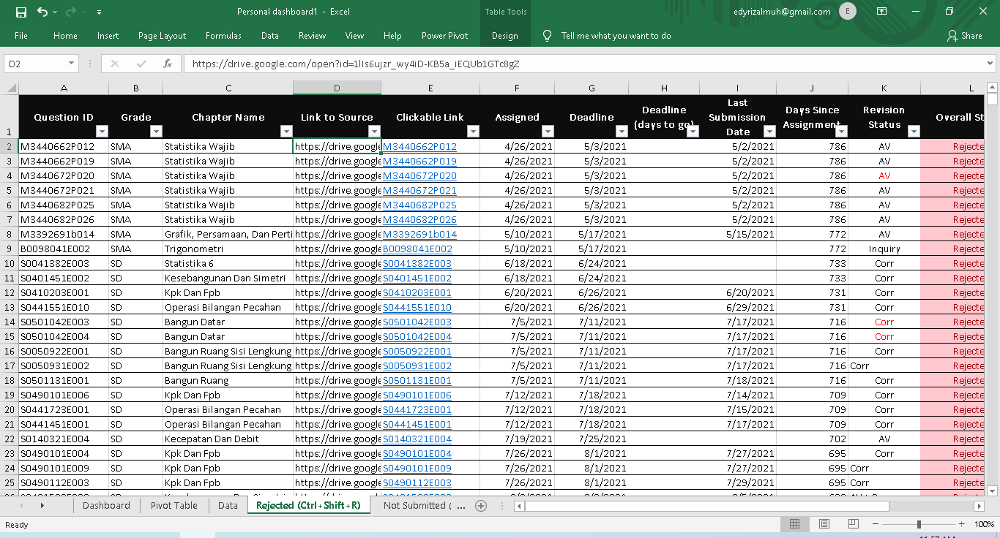 Personal dashboard1 - Excel Table Tools edyrizalmuh@gmail.com E
File Home Insert Page Layout Formulas Data Review View Help Power Pivot Design Tell me what you want to do Share
D2 fx https://drive.google.com/open?id=1lIs6ujzr_wy4iD-KB5a_iEQUb1GTc8gZ
A B C D E F G H I J K L
1 Question ID Grade Chapter Name Link to Source Clickable Link Assigned Deadline Deadline (days to go) Last Submission Date Days Since Assignment Revision Status Overall St
2 M3440662P012 SMA Statistika Wajib https://drive.google M3440662P012 4/26/2021 5/3/2021 5/2/2021 786 AV Rejecte
3 M3440662P019 SMA Statistika Wajib https://drive.google M3440662P019 4/26/2021 5/3/2021 5/2/2021 786 AV Rejecte
4 M3440672P020 SMA Statistika Wajib https://drive.google M3440672P020 4/26/2021 5/3/2021 5/2/2021 786 AV Rejecte
5 M3440672P021 SMA Statistika Wajib https://drive.google M3440672P021 4/26/2021 5/3/2021 5/2/2021 786 AV Rejecte
6 M3440682P025 SMA Statistika Wajib https://drive.google M3440682P025 4/26/2021 5/3/2021 5/2/2021 786 AV Rejecte
7 M3440682P026 SMA Statistika Wajib https://drive.google M3440682P026 4/26/2021 5/3/2021 5/2/2021 786 AV Rejecte
8 M3392691b014 SMA Grafik, Persamaan, Dan Perti https://drive.google M3392691b014 5/10/2021 5/17/2021 5/15/2021 772 AV Rejecte
9 B0098041E002 SMA Trigonometri https://drive.google B0098041E002 5/10/2021 5/17/2021 772 Inquiry Rejecte
10 S0041382E003 SD Statistika 6 https://drive.google S0041382E003 6/18/2021 6/24/2021 733 Corr Rejecte
11 S0401451E002 SD Kesebangunan Dan Simetri https://drive.google S0401451E002 6/18/2021 6/24/2021 733 Corr Rejecte
12 S0410203E001 SD Kpk Dan Fpb https://drive.google S0410203E001 6/20/2021 6/26/2021 6/20/2021 731 Corr Rejecte
13 S0441551E010 SD Operasi Bilangan Pecahan https://drive.google S0441551E010 6/20/2021 6/26/2021 6/29/2021 731 Corr Rejecte
14 S0501042E003 SD Bangun Datar https://drive.google S0501042E003 7/5/2021 7/11/2021 7/17/2021 716 Corr Rejecte
15 S0501042E004 SD Bangun Datar https://drive.google S0501042E004 7/5/2021 7/11/2021 7/17/2021 716 Corr Rejecte
16 S0050922E001 SD Bangun Ruang Sisi Lengkung https://drive.google S0050922E001 7/5/2021 7/11/2021 7/17/2021 716 Corr Rejecte
17 S0050931E002 SD Bangun Ruang Sisi Lengkung https://drive.google S0050931E002 7/5/2021 7/11/2021 7/17/2021 716 Corr Rejecte
18 S0501131E001 SD Bangun Ruang https://drive.google S0501131E001 7/5/2021 7/11/2021 7/18/2021 716 Corr Rejecte
19 S0490101E006 SD Kpk Dan Fpb https://drive.google S0490101E006 7/12/2021 7/18/2021 7/14/2021 709 Corr Rejecte
20 S0441723E001 SD Operasi Bilangan Pecahan https://drive.google S0441723E001 7/12/2021 7/18/2021 7/15/2021 709 Corr Rejecte
21 S0441451E001 SD Operasi Bilangan Pecahan https://drive.google S0441451E001 7/12/2021 7/18/2021 7/17/2021 709 Corr Rejecte
22 S0140321E004 SD Kecepatan Dan Debit https://drive.google S0140321E004 7/19/2021 7/25/2021 702 AV Rejecte
23 S0490101E004 SD Kpk Dan Fpb https://drive.google S0490101E004 7/26/2021 8/1/2021 7/27/2021 695 Corr Rejecte
24 S0490101E009 SD Kpk Dan Fpb https://drive.google S0490101E009 7/26/2021 8/1/2021 7/27/2021 695 Corr Rejecte
25 S0490112E003 SD Kpk Dan Fpb https://drive.google S0490112E003 7/26/2021 8/1/2021 7/29/2021 695 Corr Rejecte
Dashboard Pivot Table Data Rejected (Ctrl+Shift+R) Not Submitted ( ...
Ready 100%